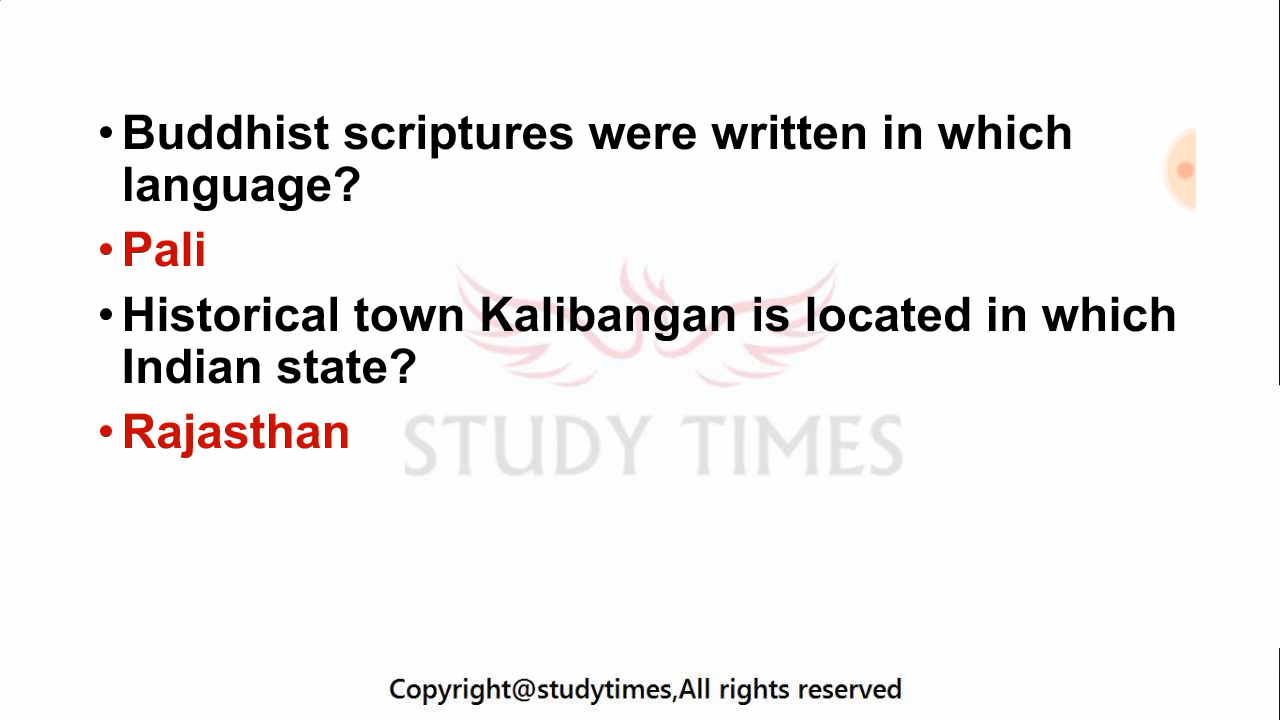 • Buddhist scriptures were written in which
language?
• Pali
• Historical town Kalibangan is located in which
Indian state?
• Rajasthan
STUDY TIMES
Copyright@studytimes,All rights reserved